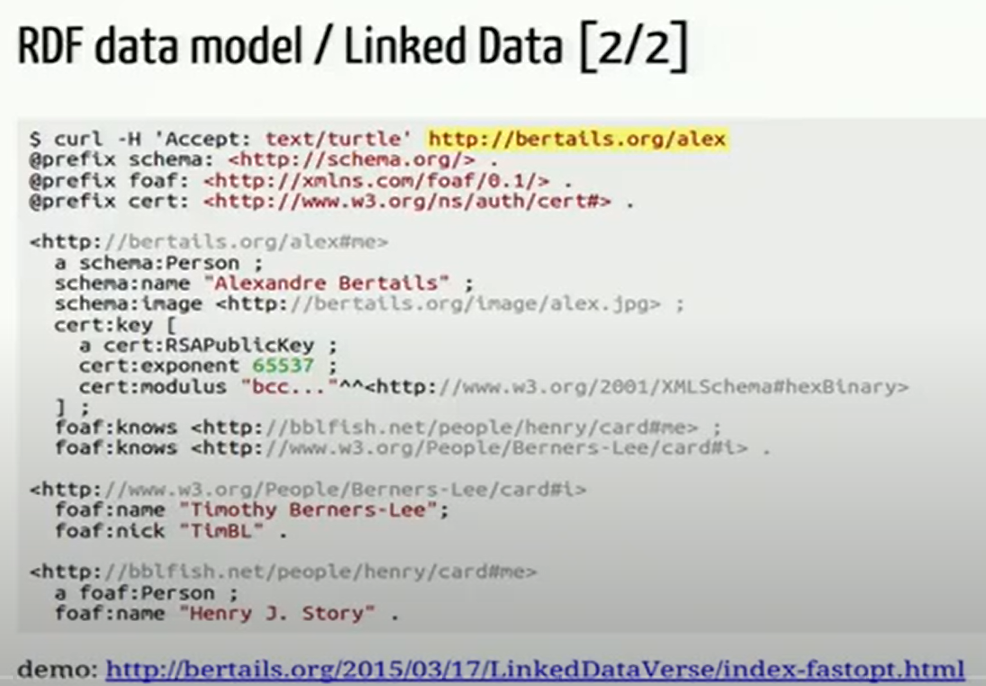 RDF data model / Linked Data [2/2]
$ curl -H 'Accept: text/turtle' http://bertails.org/alex
@prefix schema: <http://schema.org/> .
@prefix foaf: <http://xmlns.com/foaf/0.1/> .
@prefix cert: <http://www.w3.org/ns/auth/cert#> .
<http://bertails.org/alex#me>
a schema:Person ;
schema:name "Alexandre Bertails" ;
schema:image <http://bertails.org/image/alex.jpg> ;
cert:key [
a cert:RSAPublicKey ;
cert:exponent 65537 ;
cert:modulus "bcc..."^^<http://www.w3.org/2001/XMLSchema#hexBinary>
] ;
foaf:knows <http://bblfish.net/people/henry/card#me> ;
foaf:knows <http://www.w3.org/People/Berners-Lee/card#i> .
<http://www.w3.org/People/Berners-Lee/card#i>
foaf:name "Timothy Berners-Lee";
foaf:nick "TimBL" .
<http://bblfish.net/people/henry/card#me>
a foaf:Person ;
foaf:name "Henry J. Story" .
demo: http://bertails.org/2015/03/17/LinkedDataVerse/index-fastopt.html